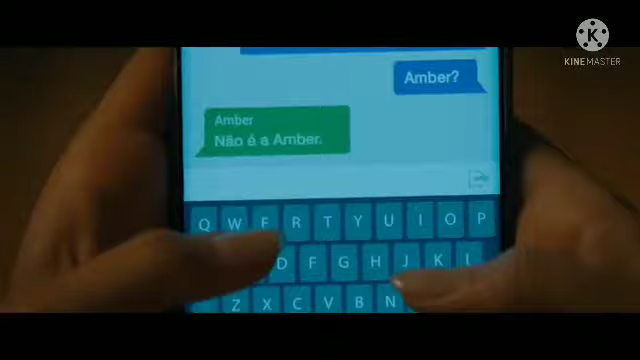 K
KINEMASTER
Amber?
Amber
Não é a Amber.
Q W E R T Y U I O P
D F G H J K L
Z X C V B N